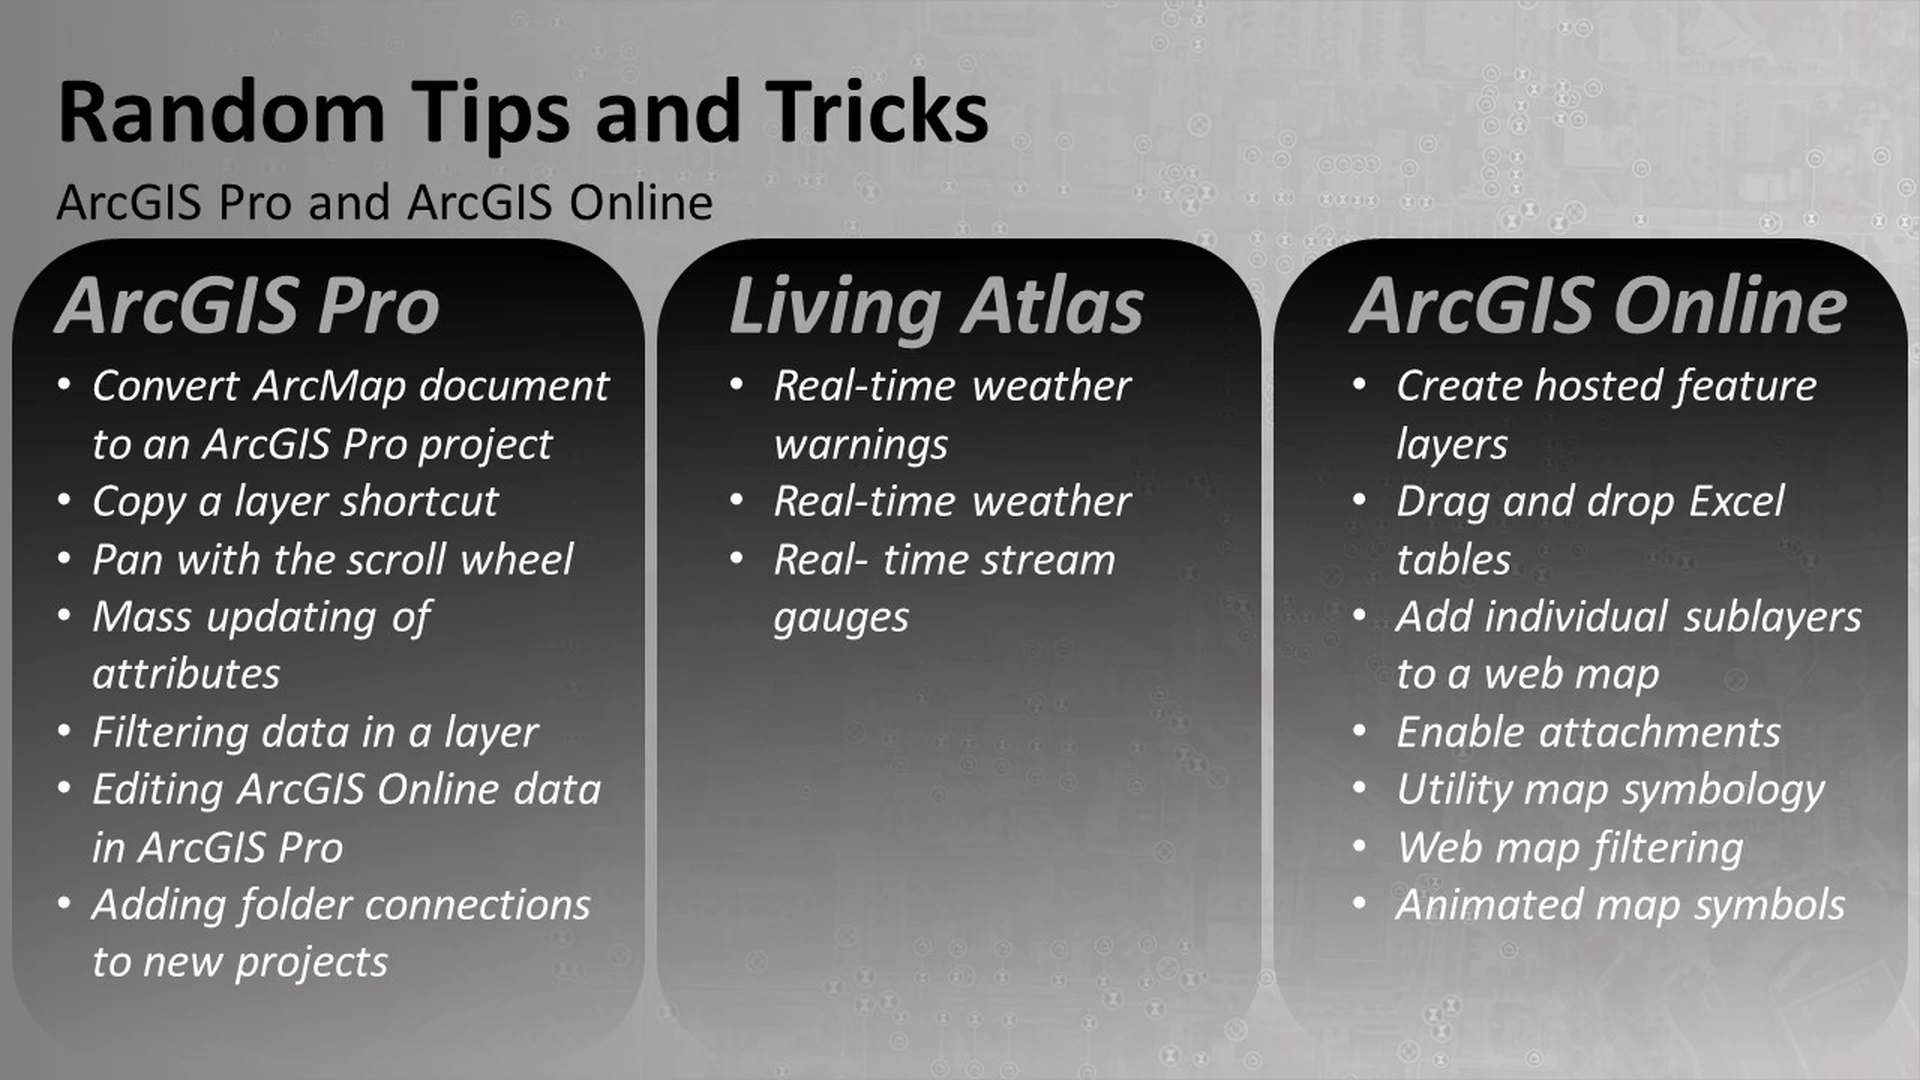 Random Tips and Tricks
ArcGIS Pro and ArcGIS Online
ArcGIS Pro
• Convert ArcMap document
to an ArcGIS Pro project
• Copy a layer shortcut
• Pan with the scroll wheel
• Mass updating of
attributes
• Filtering data in a layer
• Editing ArcGIS Online data
in ArcGIS Pro
• Adding folder connections
to new projects
Living Atlas
• Real-time weather
warnings
• Real-time weather
• Real- time stream
gauges
ArcGIS Online
• Create hosted feature
layers
• Drag and drop Excel
tables
• Add individual sublayers
to a web map
• Enable attachments
• Utility map symbology
• Web map filtering
• Animated map symbols